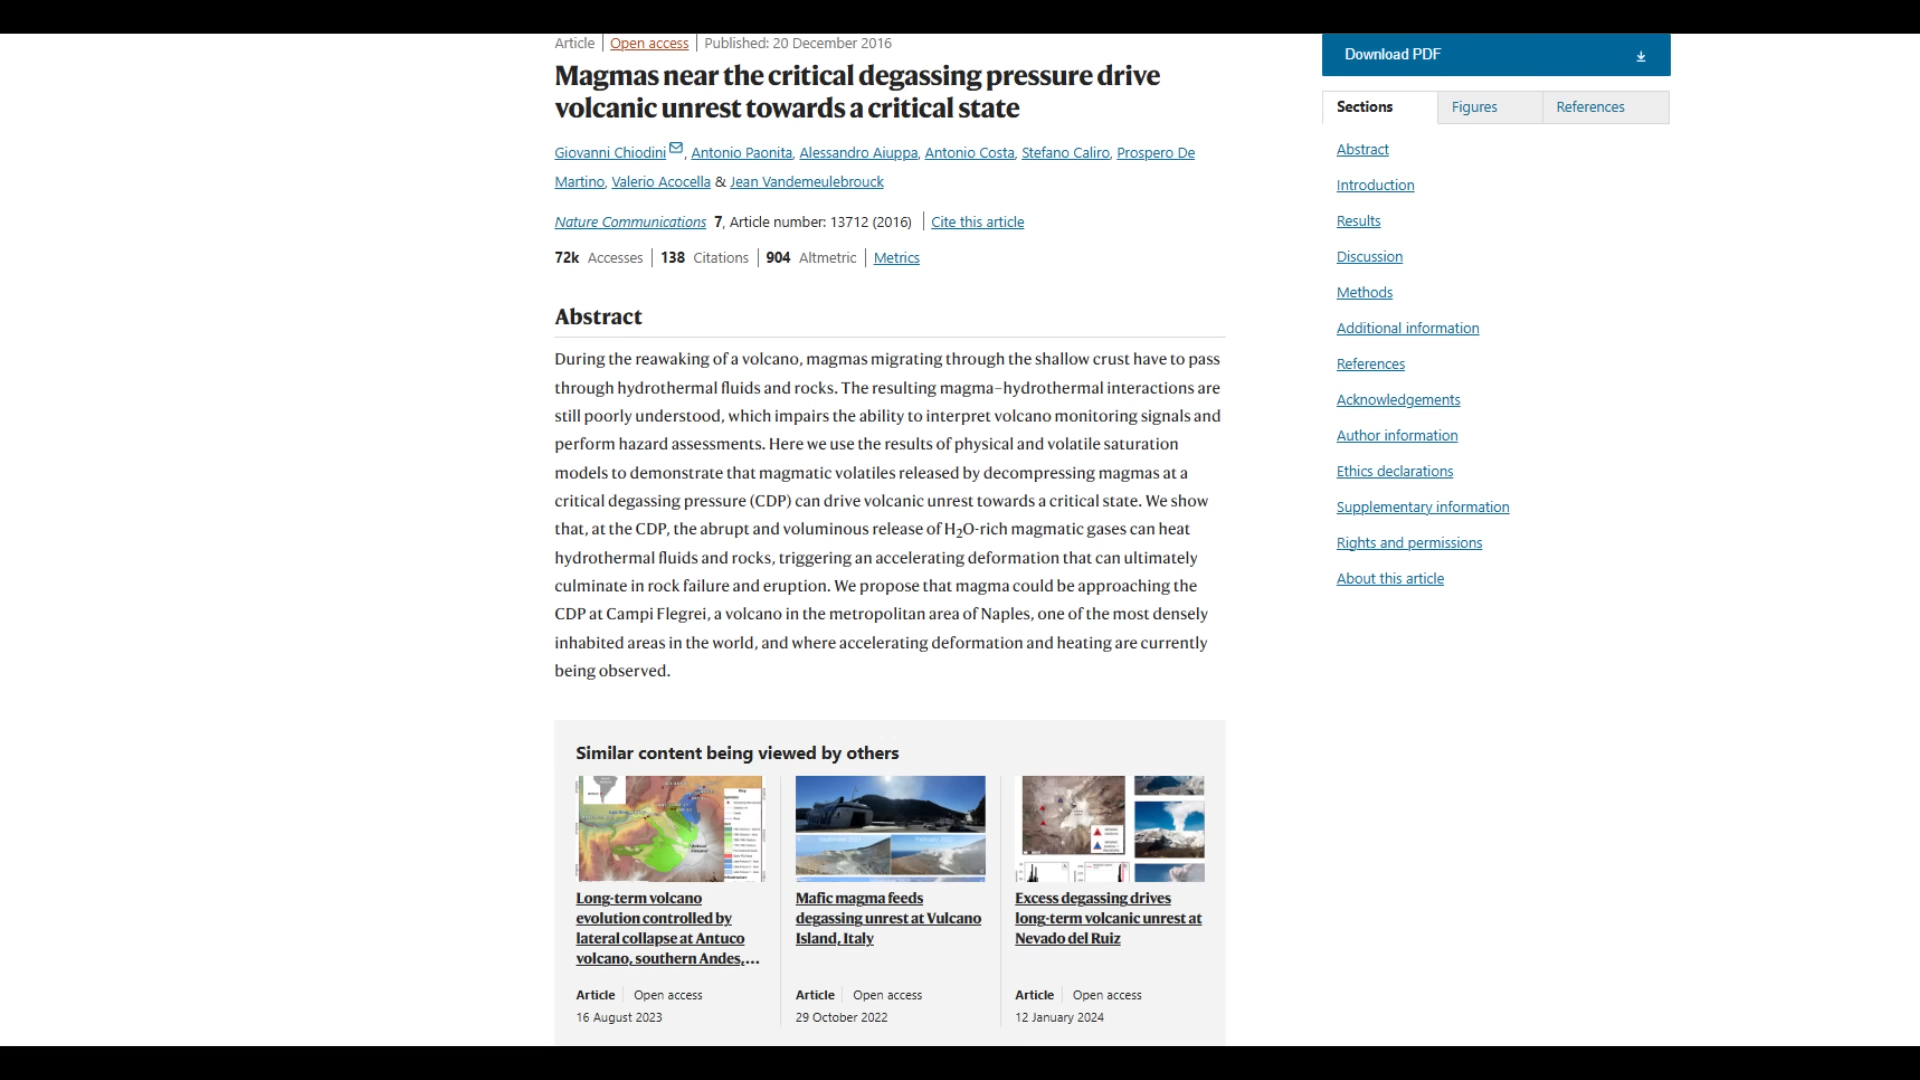 Article | Open access | Published: 20 December 2016
Magmas near the critical degassing pressure drive
volcanic unrest towards a critical state
Giovanni Chiodini, Antonio Paonita, Alessandro Aiuppa, Antonio Costa, Stefano Caliro, Prospero De
Martino, Valerio Acocella & Jean Vandemeulebrouck
Nature Communications 7, Article number: 13712 (2016) | Cite this article
72k Accesses | 138 Citations | 904 Altmetric | Metrics
Abstract
During the reawaking of a volcano, magmas migrating through the shallow crust have to pass
through hydrothermal fluids and rocks. The resulting magma–hydrothermal interactions are
still poorly understood, which impairs the ability to interpret volcano monitoring signals and
perform hazard assessments. Here we use the results of physical and volatile saturation
models to demonstrate that magmatic volatiles released by decompressing magmas at a
critical degassing pressure (CDP) can drive volcanic unrest towards a critical state. We show
that, at the CDP, the abrupt and voluminous release of H2O-rich magmatic gases can heat
hydrothermal fluids and rocks, triggering an accelerating deformation that can ultimately
culminate in rock failure and eruption. We propose that magma could be approaching the
CDP at Campi Flegrei, a volcano in the metropolitan area of Naples, one of the most densely
inhabited areas in the world, and where accelerating deformation and heating are currently
being observed.
Similar content being viewed by others
Long-term volcano
evolution controlled by
lateral collapse at Antuco
volcano, southern Andes,…
Article | Open access
16 August 2023
Mafic magma feeds
degassing unrest at Vulcano
Island, Italy
Article | Open access
29 October 2022
Excess degassing drives
long-term volcanic unrest at
Nevado del Ruiz
Article | Open access
12 January 2024
Download PDF
Sections
Figures
References
Abstract
Introduction
Results
Discussion
Methods
Additional information
References
Acknowledgements
Author information
Ethics declarations
Supplementary information
Rights and permissions
About this article